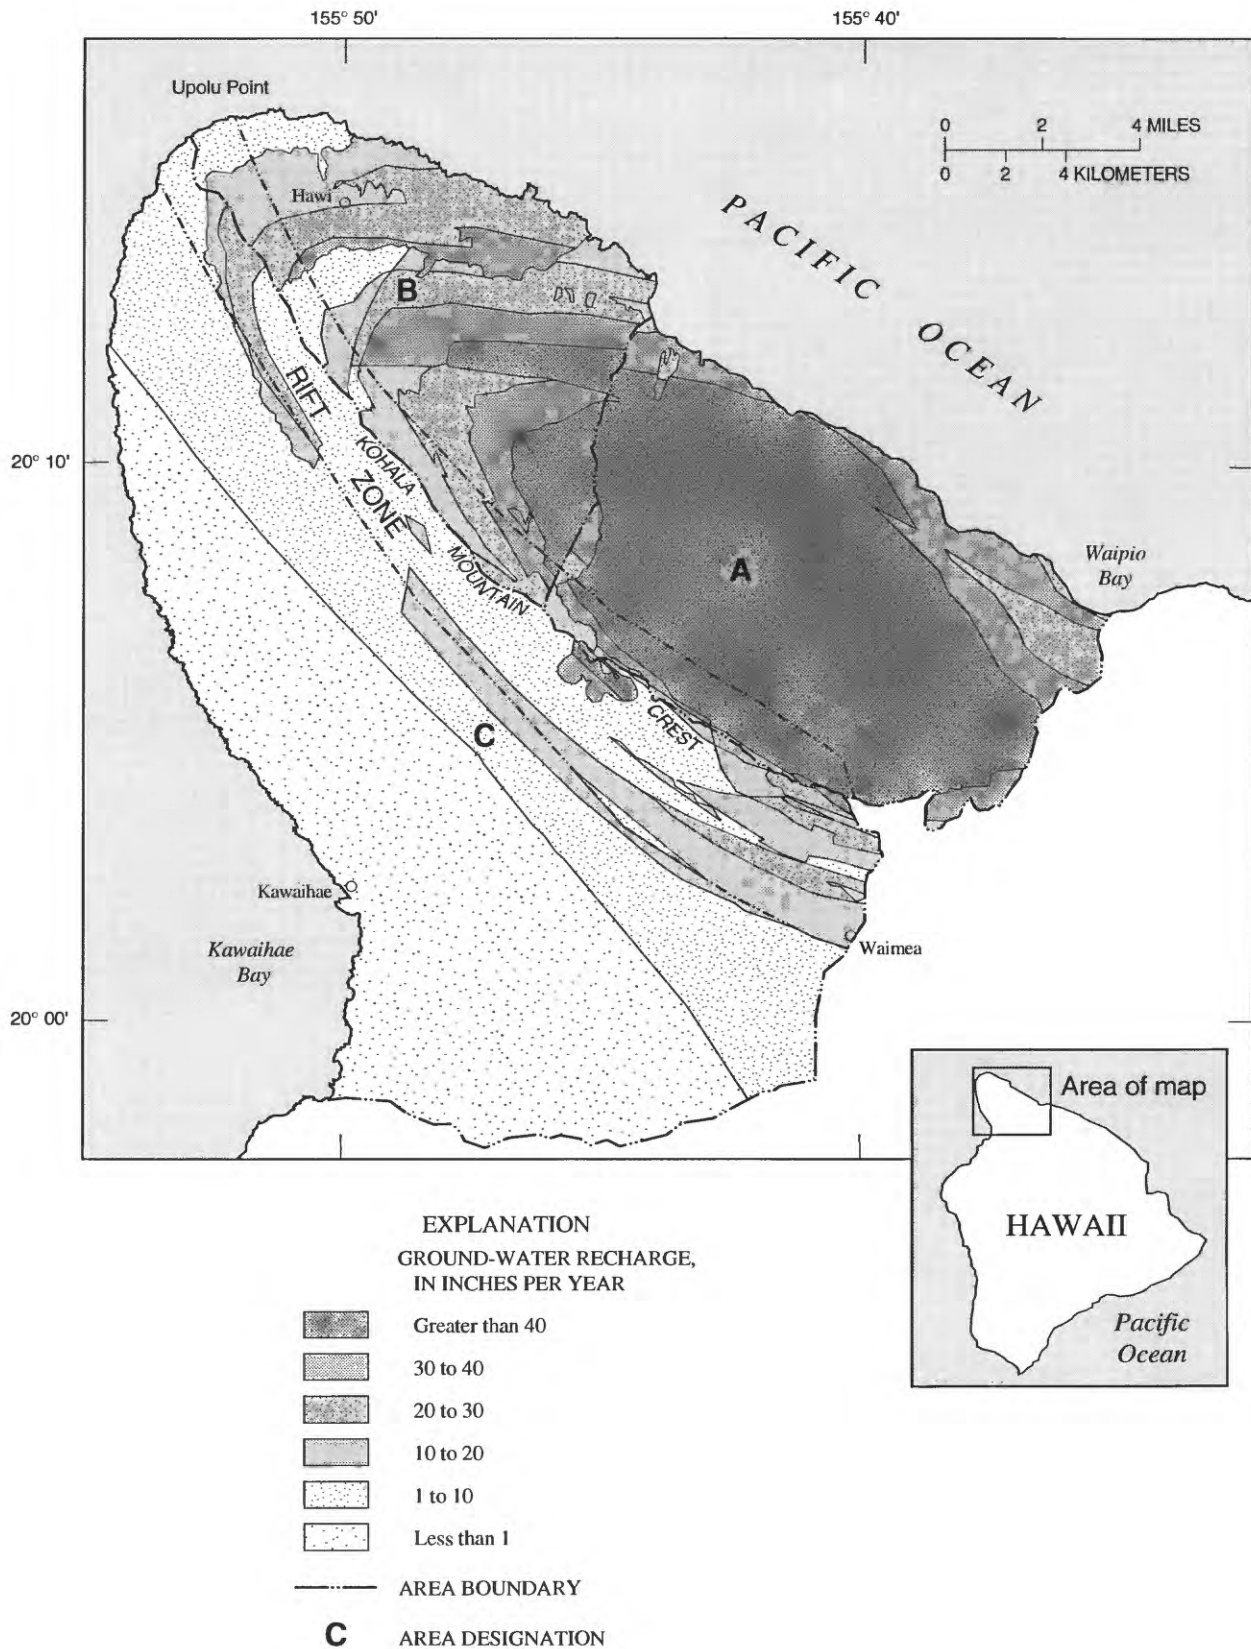 155° 50'
155° 40'
Upolu Point
0 2 4 MILES
0 2 4 KILOMETERS
Hawi
PACIFIC OCEAN
B
RIFT ZONE
20° 10'
KOHALA MOUNTAIN CREST
A
Waipio
Bay
C
Kawaihae
Waimea
Kawaihae
Bay
20° 00'
Area of map
HAWAII
Pacific
Ocean
EXPLANATION
GROUND-WATER RECHARGE,
IN INCHES PER YEAR
Greater than 40
30 to 40
20 to 30
10 to 20
1 to 10
Less than 1
AREA BOUNDARY
C AREA DESIGNATION